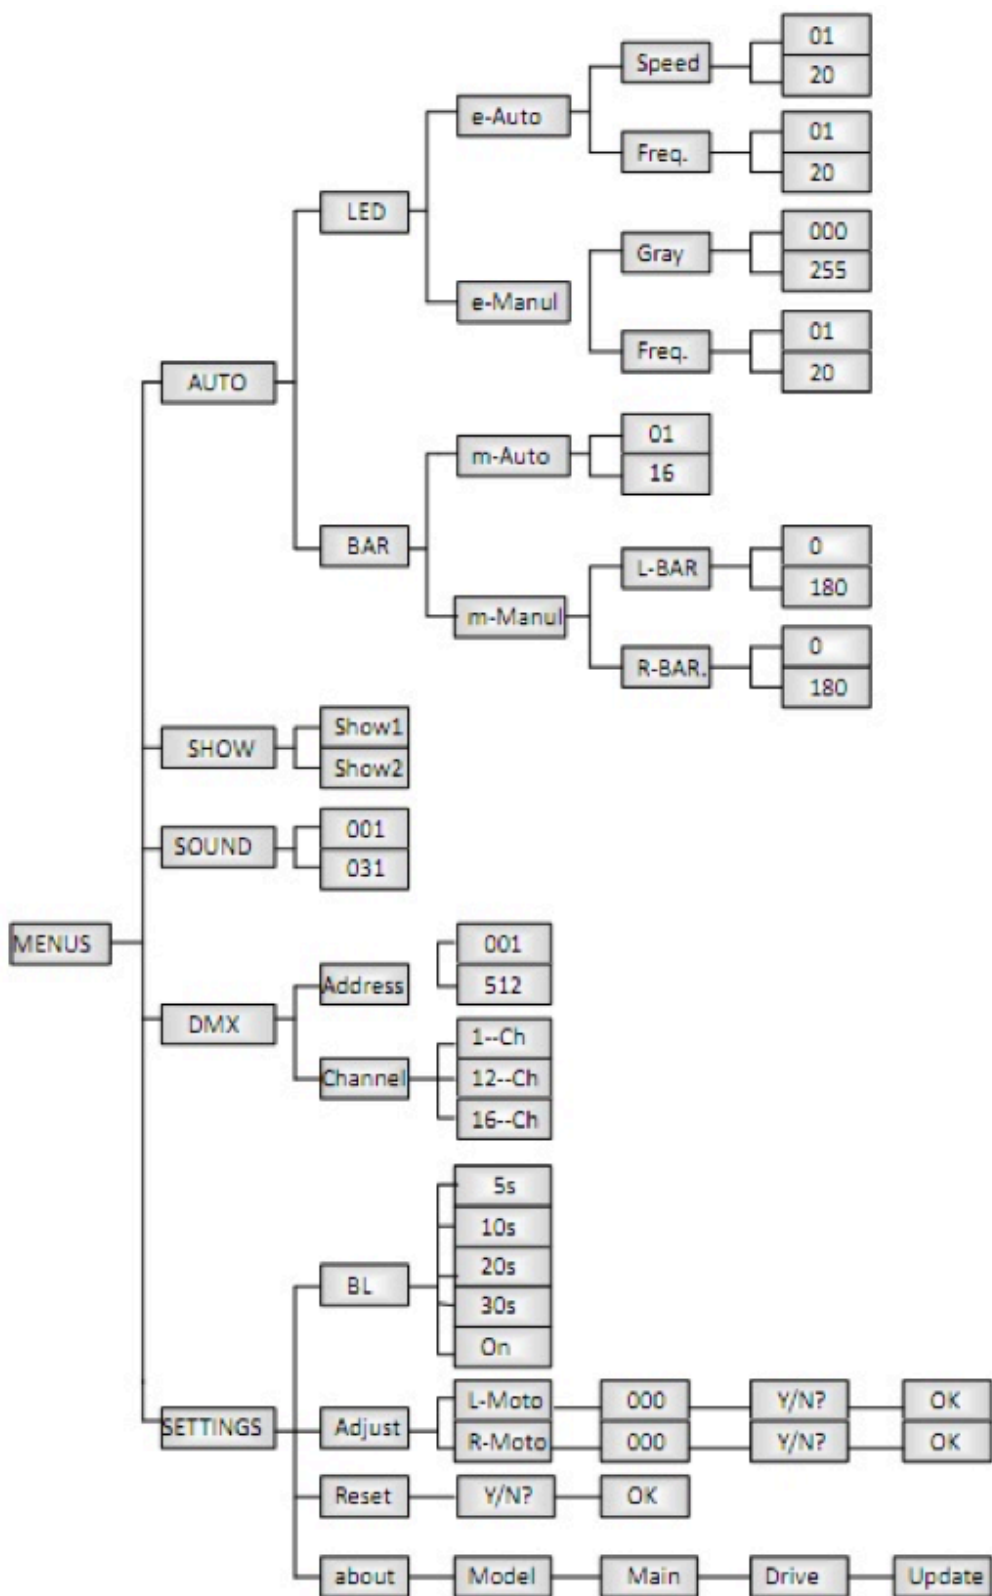 01
Speed
20
e-Auto
01
Freq.
20
LED
000
Gray
255
e-Manul
01
Freq.
20
AUTO
01
m-Auto
16
BAR
0
L-BAR
180
m-Manul
0
R-BAR.
180
Show1
SHOW
Show2
001
SOUND
031
MENUS
001
Address
512
DMX
1--Ch
Channel
12--Ch
16--Ch
5s
10s
20s
BL
30s
On
L-Moto 000 Y/N? OK
SETTINGS Adjust
R-Moto 000 Y/N? OK
Reset Y/N? OK
about Model Main Drive Update